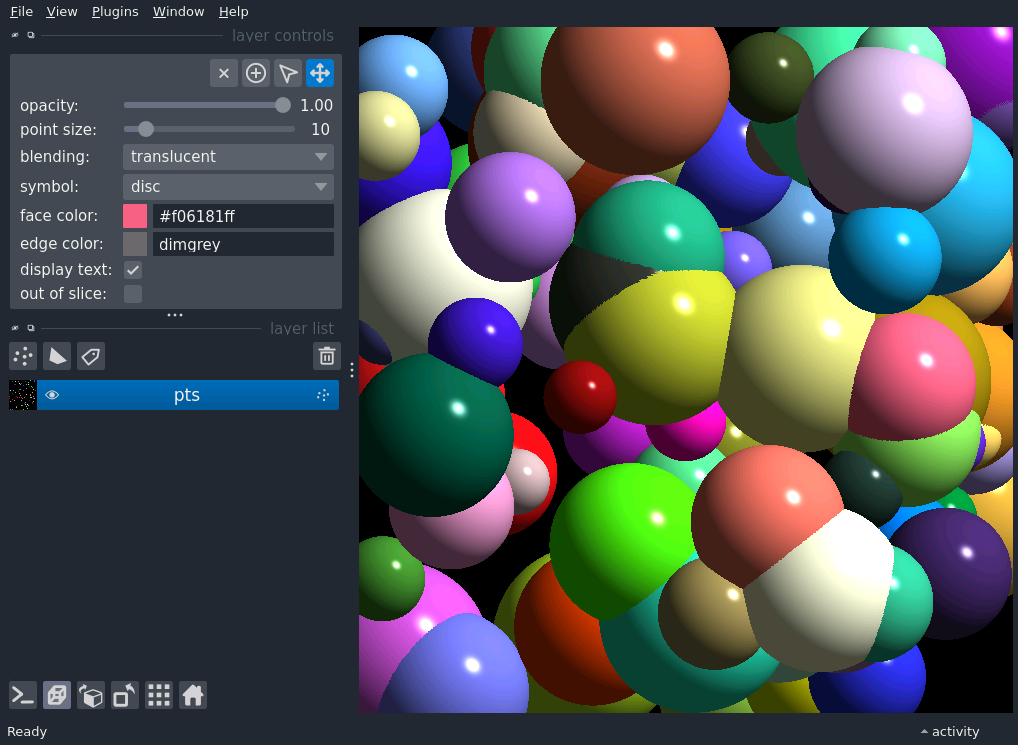 File View Plugins Window Help
layer controls
opacity: 1.00
point size: 10
blending: translucent
symbol: disc
face color: #f06181ff
edge color: dimgrey
display text:
out of slice:
layer list
pts
Ready
activity